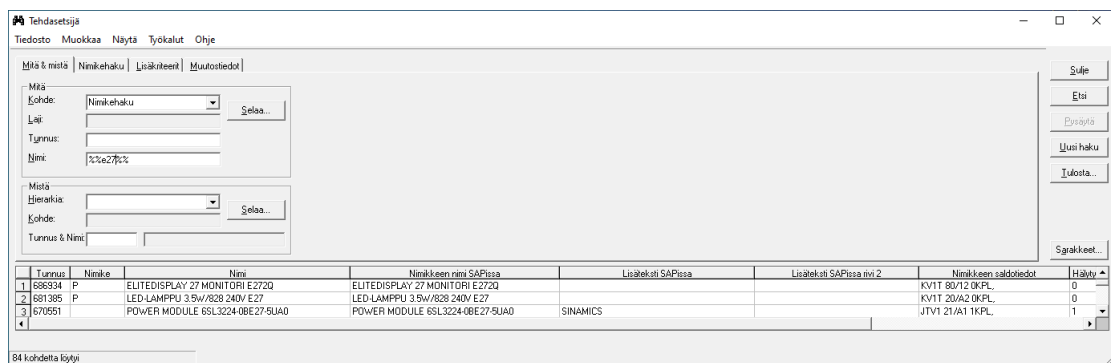 Tehdasetsijä
Tiedosto Muokkaa Näytä Työkalut Ohje
Mitä & mistä Nimikehaku Lisäkriteerit Muutostiedot
Sulje
Etsi
Pysäytä
Uusi haku
Tulosta...
Sarakkeet...
Mitä
Kohde: Nimikehaku Selaa...
Laji:
Tunnus:
Nimi: %%e27%%
Mistä
Hierarkia: Selaa...
Kohde:
Tunnus & Nimi:
Tunnus Nimike Nimi Nimikkeen nimi SAPissa Lisäteksti SAPissa Lisäteksti SAPissa rivi 2 Nimikkeen saldotiedot Hälyty
1 686934 P ELITEDISPLAY 27 MONITORI E272Q ELITEDISPLAY 27 MONITORI E272Q KV1T 80/12 0KPL, 0
2 681385 P LED-LAMPPU 3.5W/828 240V E27 LED-LAMPPU 3.5W/828 240V E27 KV1T 20/A2 0KPL, 0
3 670551 POWER MODULE 6SL3224-0BE27-5UA0 POWER MODULE 6SL3224-0BE27-5UA0 SINAMICS JTV1 21/A1 1KPL, 1
84 kohdetta löytyi